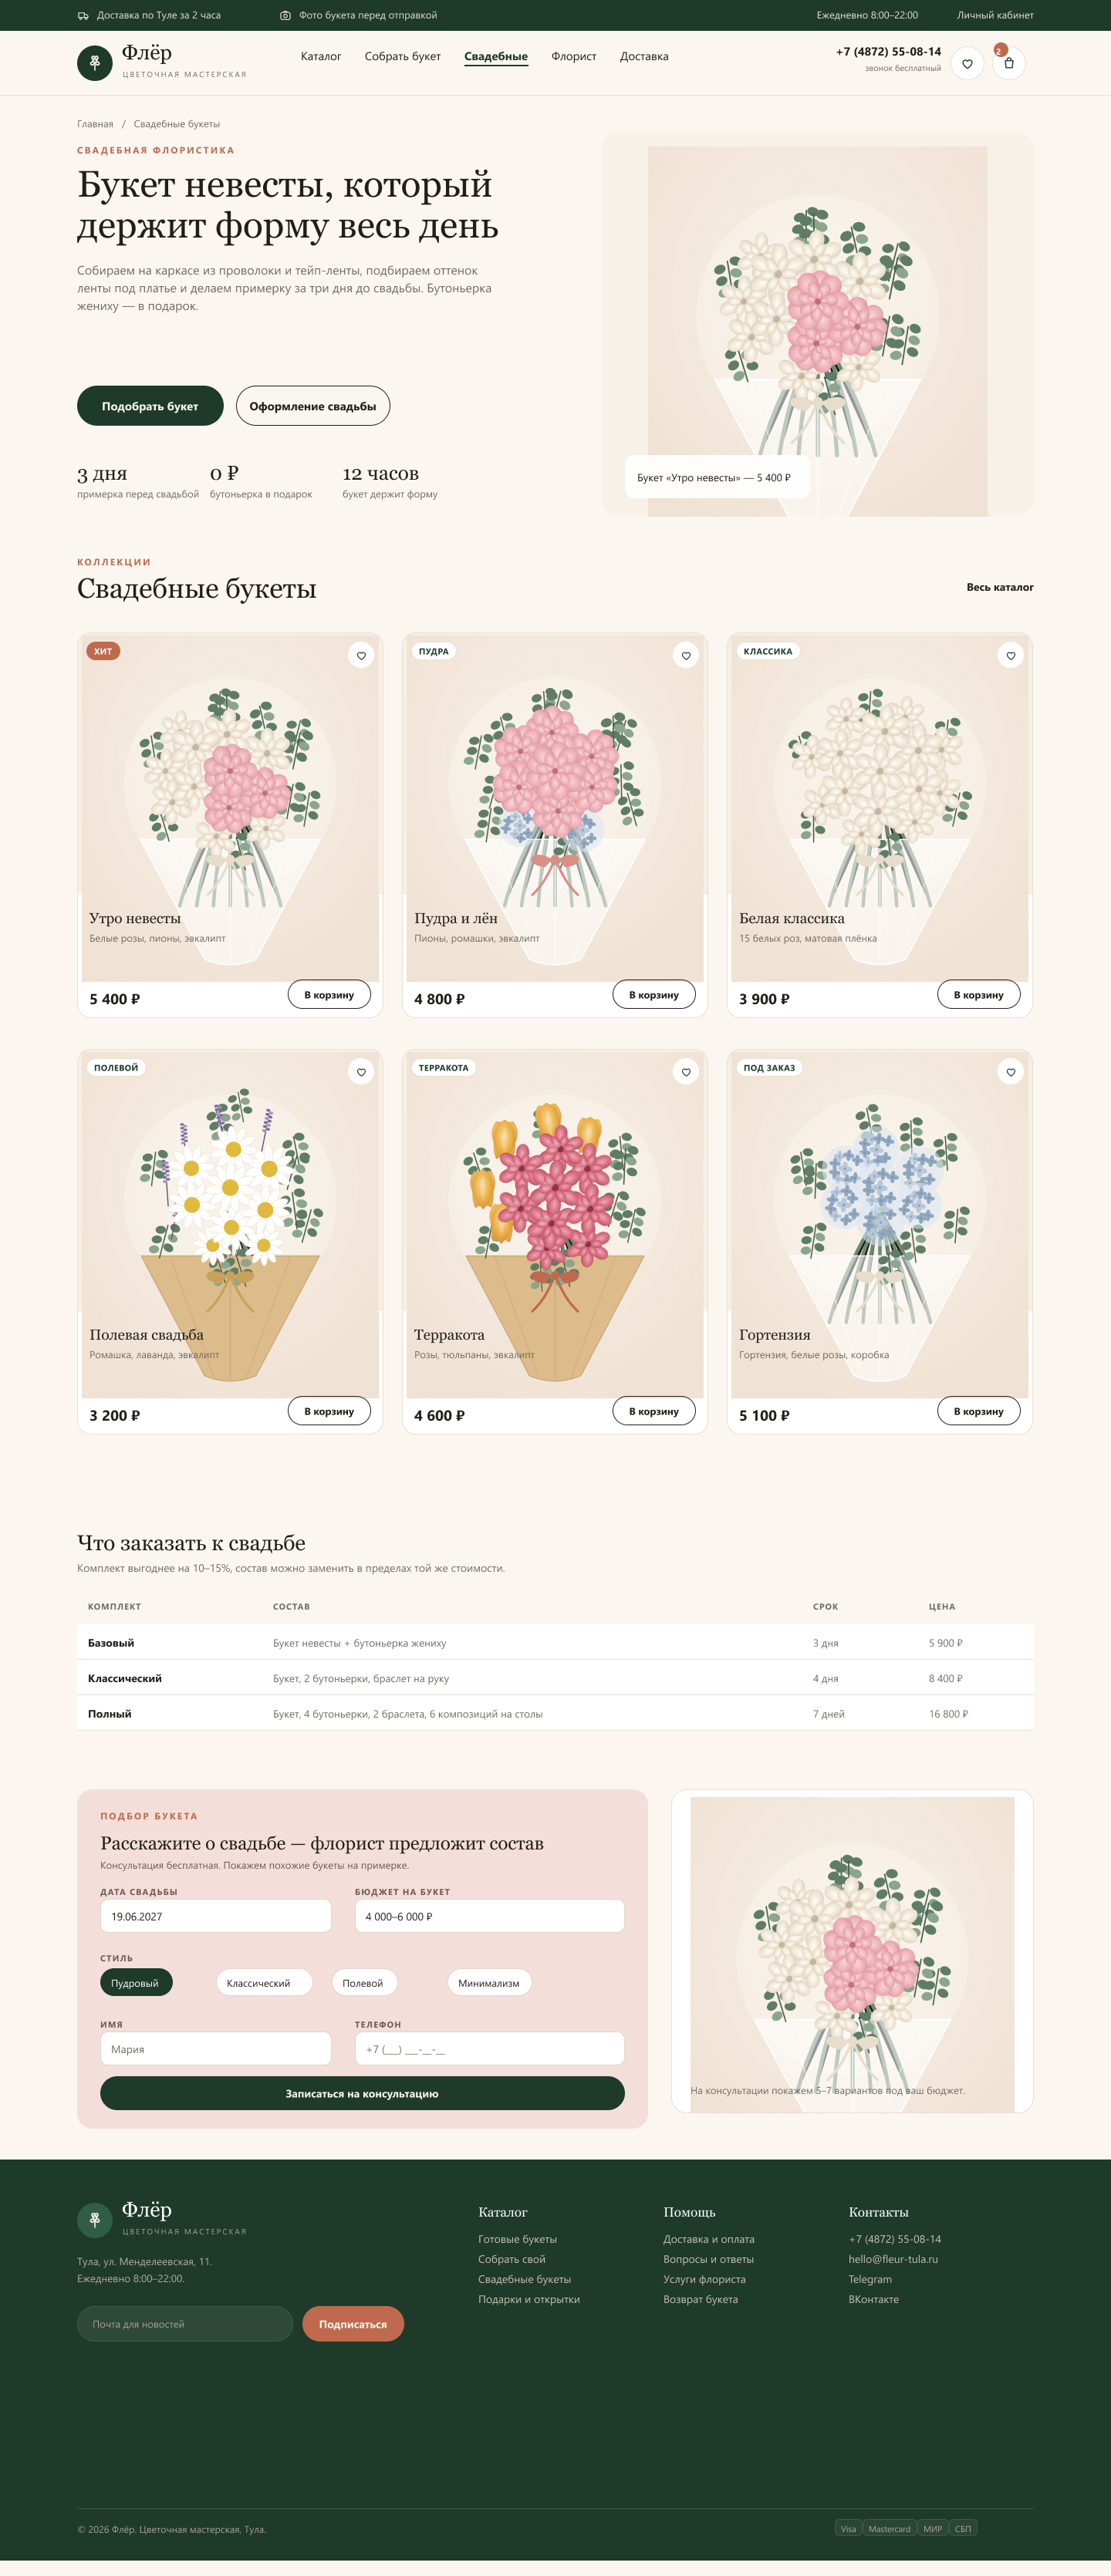 Доставка по Туле за 2 часа
Фото букета перед отправкой
Ежедневно 8:00–22:00
Личный кабинет
Флёр
ЦВЕТОЧНАЯ МАСТЕРСКАЯ
Каталог
Собрать букет
Свадебные
Флорист
Доставка
+7 (4872) 55-08-14
звонок бесплатный
2
Главная / Свадебные букеты
СВАДЕБНАЯ ФЛОРИСТИКА
Букет невесты, который
держит форму весь день
Собираем на каркасе из проволоки и тейп-ленты, подбираем оттенок
ленты под платье и делаем примерку за три дня до свадьбы. Бутоньерка
жениху — в подарок.
Подобрать букет
Оформление свадьбы
3 дня
примерка перед свадьбой
0 ₽
бутоньерка в подарок
12 часов
букет держит форму
Букет «Утро невесты» — 5 400 ₽
КОЛЛЕКЦИИ
Свадебные букеты
Весь каталог
ХИТ
Утро невесты
Белые розы, пионы, эвкалипт
5 400 ₽
В корзину
ПУДРА
Пудра и лён
Пионы, ромашки, эвкалипт
4 800 ₽
В корзину
КЛАССИКА
Белая классика
15 белых роз, матовая плёнка
3 900 ₽
В корзину
ПОЛЕВОЙ
Полевая свадьба
Ромашка, лаванда, эвкалипт
3 200 ₽
В корзину
ТЕРРАКОТА
Терракота
Розы, тюльпаны, эвкалипт
4 600 ₽
В корзину
ПОД ЗАКАЗ
Гортензия
Гортензия, белые розы, коробка
5 100 ₽
В корзину
Что заказать к свадьбе
Комплект выгоднее на 10–15%, состав можно заменить в пределах той же стоимости.
КОМПЛЕКТ СОСТАВ СРОК ЦЕНА
Базовый Букет невесты + бутоньерка жениху 3 дня 5 900 ₽
Классический Букет, 2 бутоньерки, браслет на руку 4 дня 8 400 ₽
Полный Букет, 4 бутоньерки, 2 браслета, 6 композиций на столы 7 дней 16 800 ₽
ПОДБОР БУКЕТА
Расскажите о свадьбе — флорист предложит состав
Консультация бесплатная. Покажем похожие букеты на примерке.
ДАТА СВАДЬБЫ
19.06.2027
БЮДЖЕТ НА БУКЕТ
4 000–6 000 ₽
СТИЛЬ
Пудровый
Классический
Полевой
Минимализм
ИМЯ
Мария
ТЕЛЕФОН
+7 (___) ___-__-__
Записаться на консультацию
На консультации покажем 5–7 вариантов под ваш бюджет.
Флёр
ЦВЕТОЧНАЯ МАСТЕРСКАЯ
Тула, ул. Менделеевская, 11.
Ежедневно 8:00–22:00.
Почта для новостей
Подписаться
Каталог
Готовые букеты
Собрать свой
Свадебные букеты
Подарки и открытки
Помощь
Доставка и оплата
Вопросы и ответы
Услуги флориста
Возврат букета
Контакты
+7 (4872) 55-08-14
hello@fleur-tula.ru
Telegram
ВКонтакте
© 2026 Флёр. Цветочная мастерская, Тула.
Visa
Mastercard
МИР
СБП